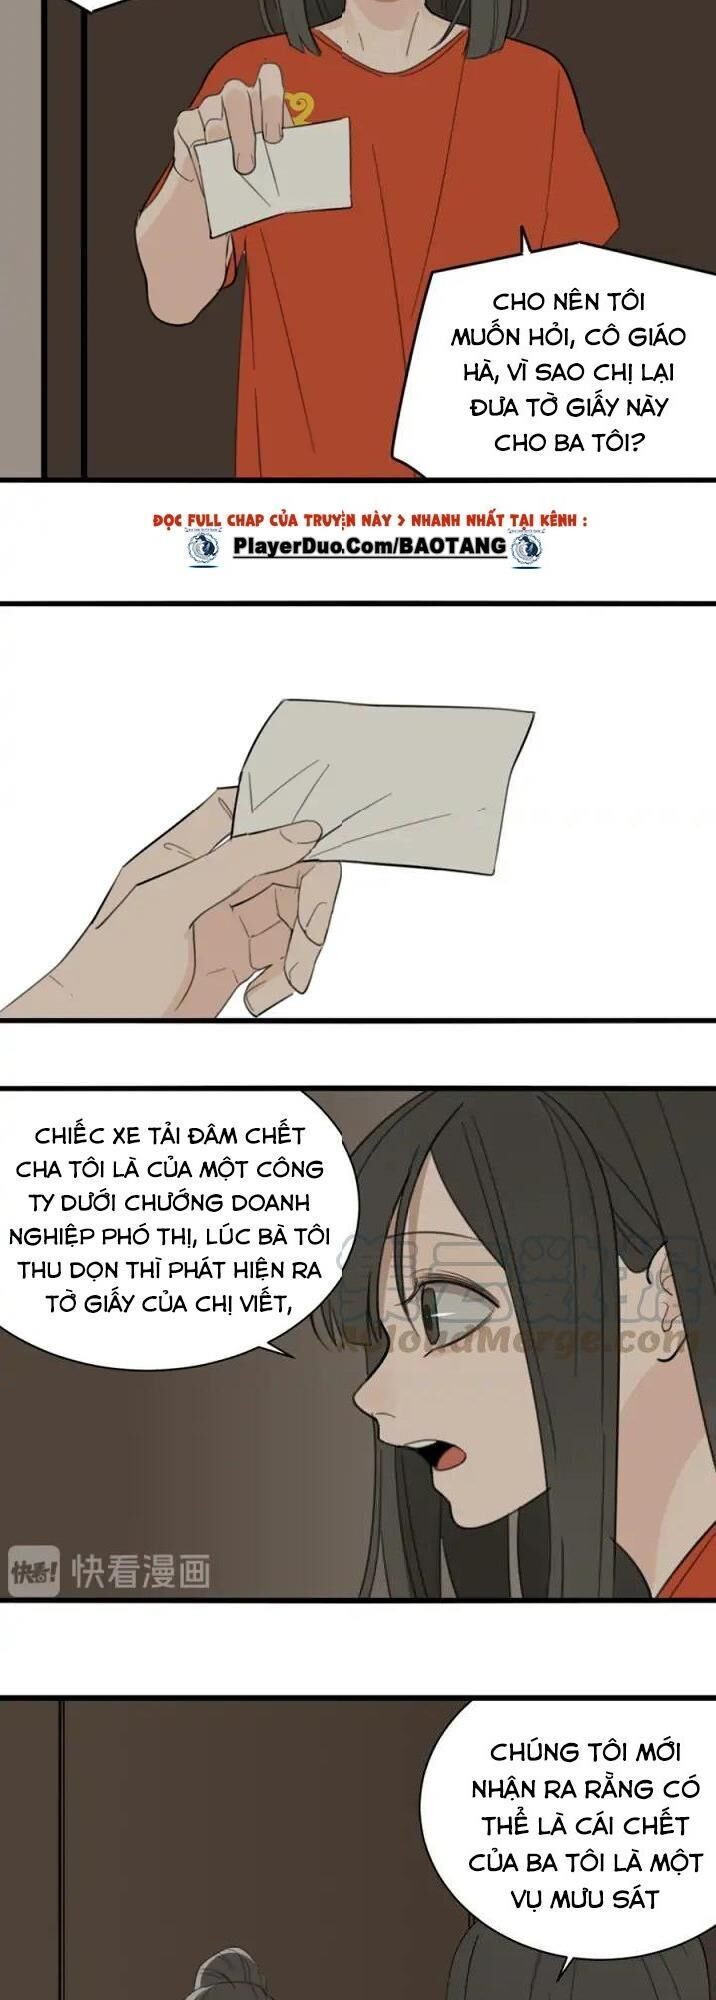 CHO NÊN TÔI
MUỐN HỎI, CÔ GIÁO
HÀ, VÌ SAO CHỊ LẠI
ĐƯA TỜ GIẤY NÀY
CHO BA TÔI?
ĐỌC FULL CHAP CỦA TRUYỆN NÀY > NHANH NHẤT TẠI KÊNH :
PlayerDuo.Com/BAOTANG
CHIẾC XE TẢI ĐÂM CHẾT
CHA TÔI LÀ CỦA MỘT CÔNG
TY DƯỚI CHƯỚNG DOANH
NGHIỆP PHÓ THỊ, LÚC BÀ TÔI
THU DỌN THÌ PHÁT HIỆN RA
TỜ GIẤY CỦA CHỊ VIẾT,
快看! 快看漫画
CHÚNG TÔI MỚI
NHẬN RA RẰNG CÓ
THỂ LÀ CÁI CHẾT
CỦA BA TÔI LÀ MỘT
VỤ MƯU SÁT